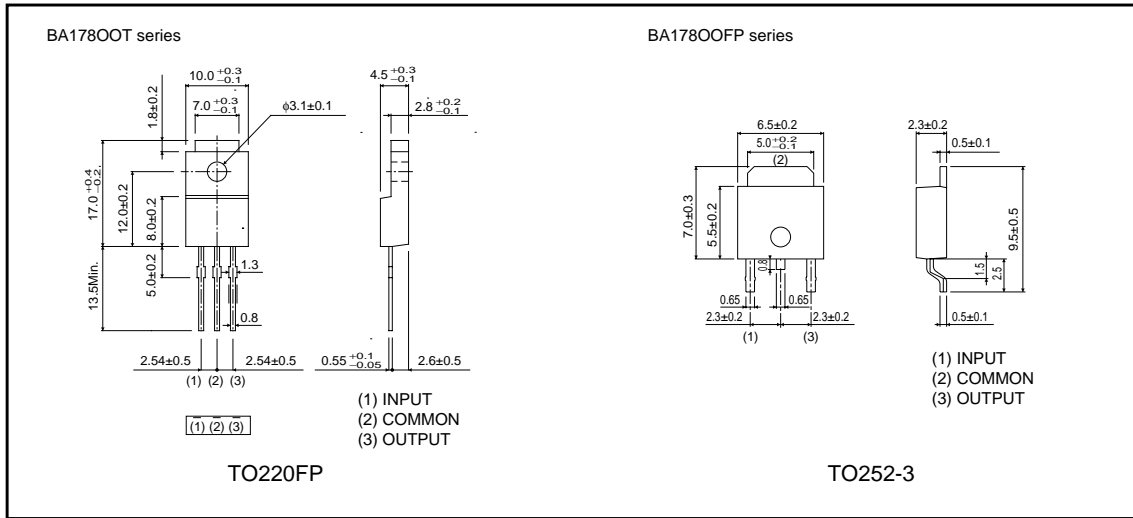 BA178OOT series
10.0 +0.3 −0.1
7.0 +0.3 −0.1
1.8±0.2
φ3.1±0.1
17.0 +0.4 −0.2
12.0±0.2
8.0±0.2
5.0±0.2
13.5Min.
1.3
0.8
2.54±0.5
2.54±0.5
(1) (2) (3)
(1) (2) (3)
4.5 +0.3 −0.1
2.8 +0.2 −0.1
0.55 +0.1 −0.05
2.6±0.5
(1) INPUT
(2) COMMON
(3) OUTPUT
TO220FP
BA178OOFP series
6.5±0.2
5.0 +0.2 −0.1
(2)
7.0±0.3
5.5±0.2
0.8
0.65
0.65
2.3±0.2
2.3±0.2
(1)
(3)
2.3±0.2
0.5±0.1
9.5±0.5
1.5
2.5
0.5±0.1
(1) INPUT
(2) COMMON
(3) OUTPUT
TO252-3